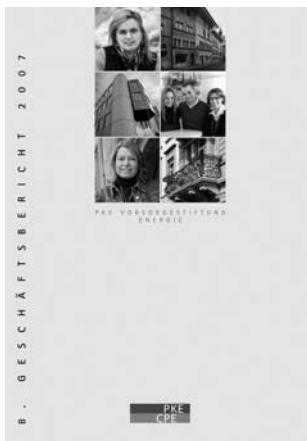 8. GESCHÄFTSBERICHT 2007
PKE VORSORGESTIFTUNG
ENERGIE
PKE
CPE